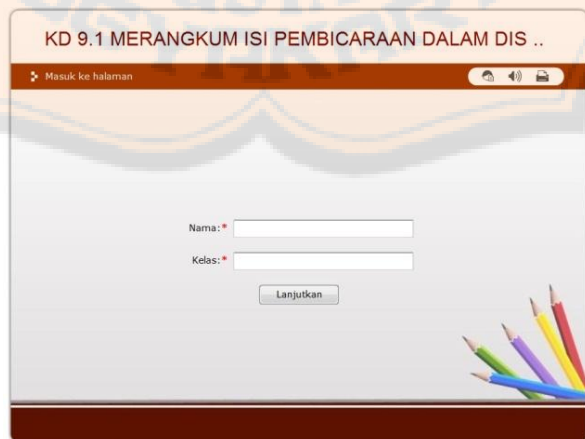 KD 9.1 MERANGKUM ISI PEMBICARAAN DALAM DIS ..
Masuk ke halaman
Nama:*
Kelas:*
Lanjutkan